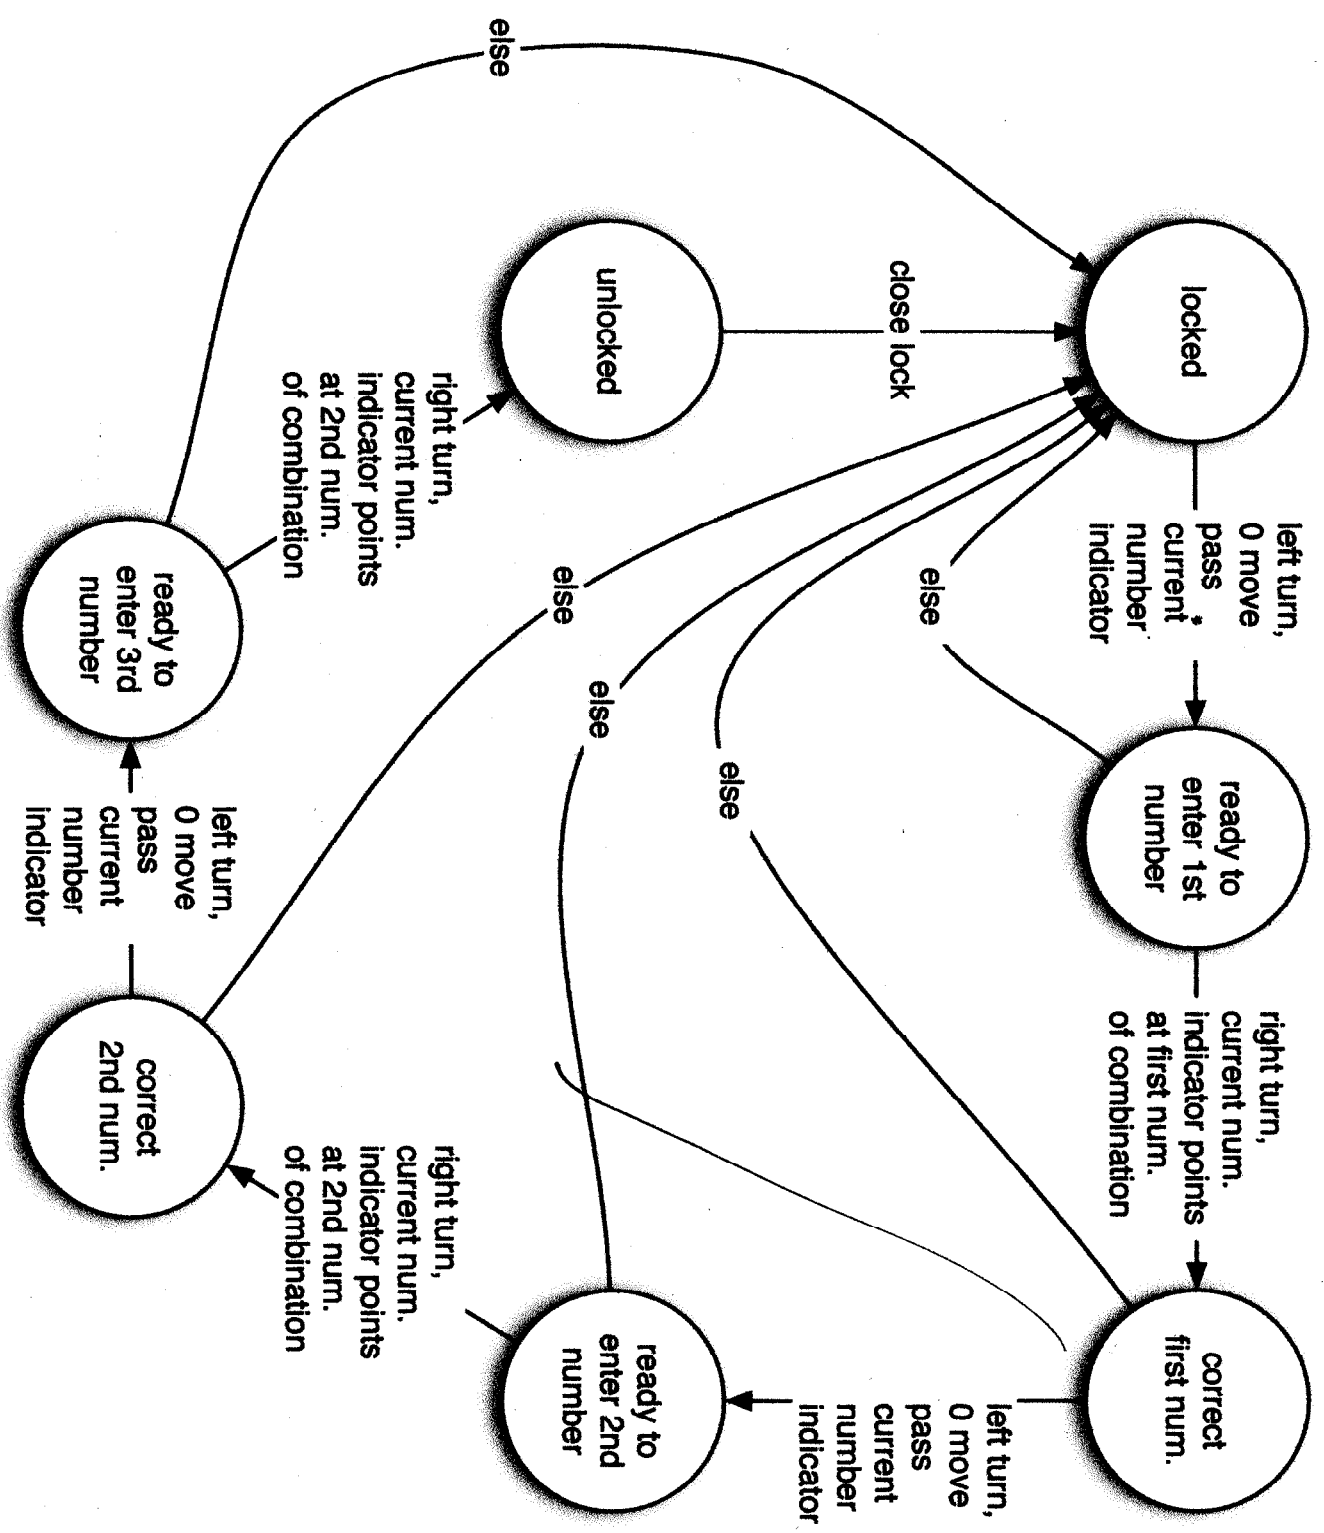 locked
left turn,
0 move
pass
current
number
indicator
ready to
enter 1st
number
right turn,
current num.
indicator points
at first num.
of combination
correct
first num.
else
close lock
else
left turn,
0 move
pass
current
number
indicator
unlocked
else
else
ready to
enter 2nd
number
else
right turn,
current num.
indicator points
at 2nd num.
of combination
right turn,
current num.
indicator points
at 2nd num.
of combination
ready to
enter 3rd
number
left turn,
0 move
pass
current
number
indicator
correct
2nd num.
else